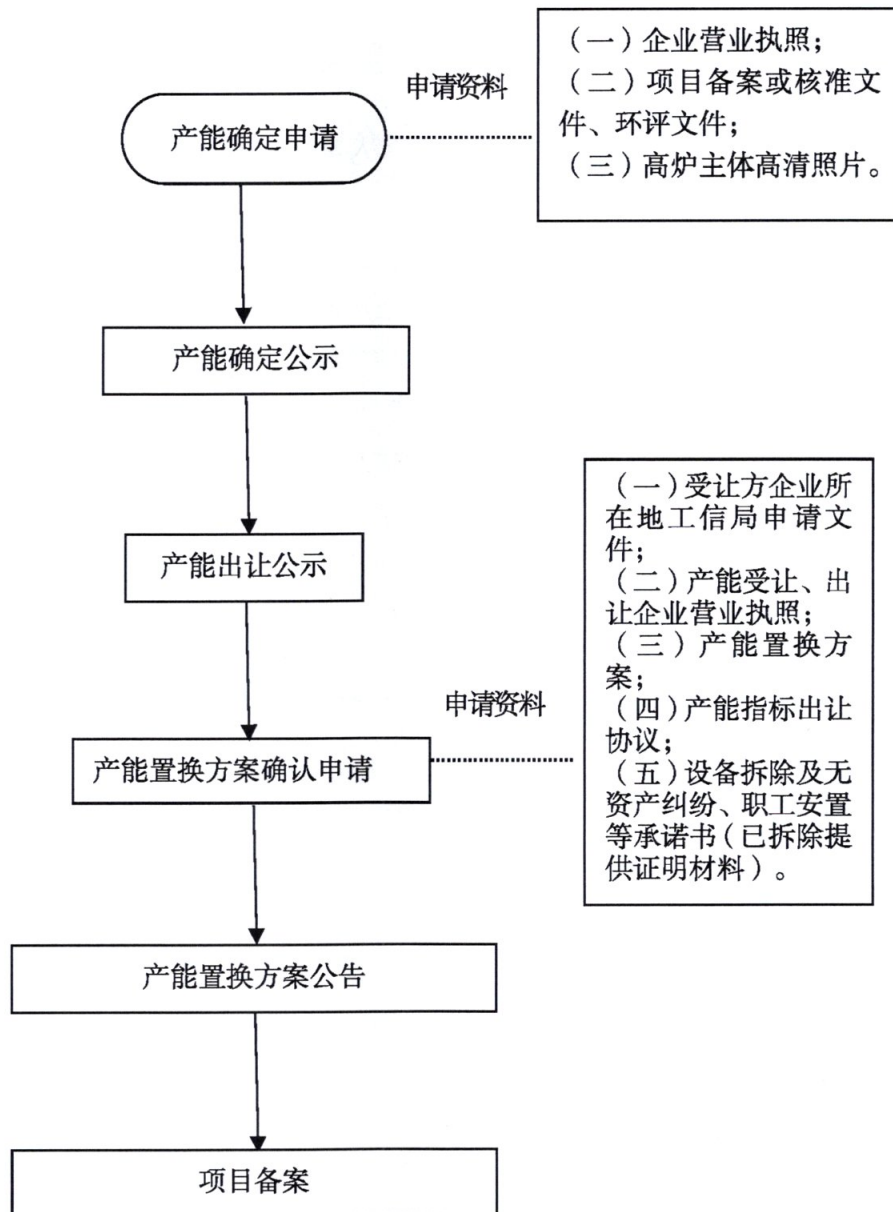 （一）企业营业执照；
（二）项目备案或核准文
件、环评文件；
（三）高炉主体高清照片。
申请资料
产能确定申请
产能确定公示
产能出让公示
（一）受让方企业所
在地工信局申请文
件；
（二）产能受让、出
让企业营业执照；
（三）产能置换方
案；
（四）产能指标出让
协议；
（五）设备拆除及无
资产纠纷、职工安置
等承诺书（已拆除提
供证明材料）。
申请资料
产能置换方案确认申请
产能置换方案公告
项目备案